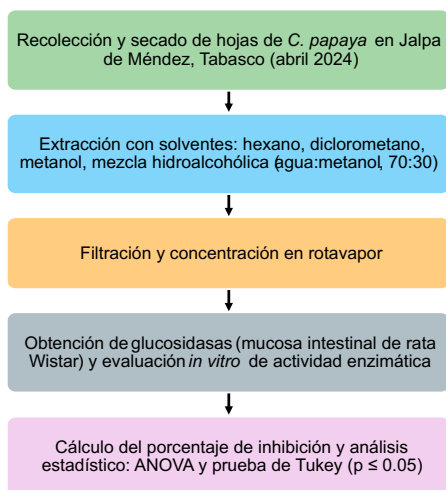 Recolección y secado de hojas de C. papaya en Jalpa
de Méndez, Tabasco (abril 2024)
Extracción con solventes: hexano, diclorometano,
metanol, mezcla hidroalcohólica (agua:metanol, 70:30)
Filtración y concentración en rotavapor
Obtención de glucosidasas (mucosa intestinal de rata
Wistar) y evaluación in vitro de actividad enzimática
Cálculo del porcentaje de inhibición y análisis
estadístico: ANOVA y prueba de Tukey (p ≤ 0.05)